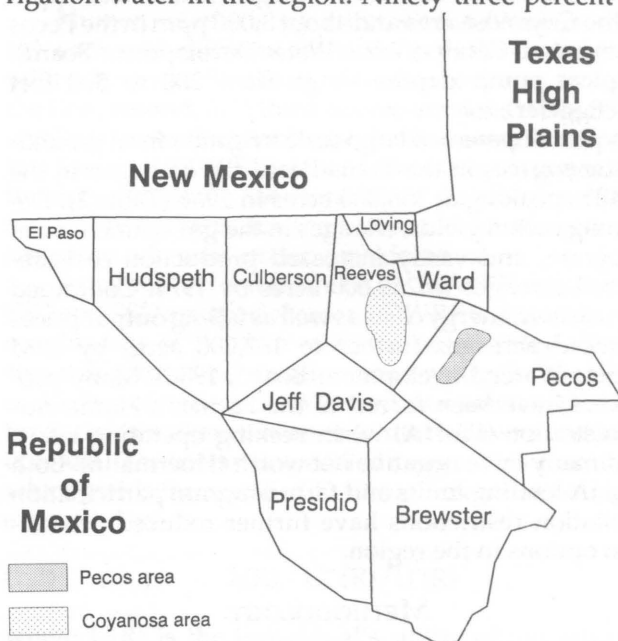 rigation water in the region. Ninety three percent
Texas
High
Plains
New Mexico
El Paso
Hudspeth
Culberson
Loving
Reeves
Ward
Jeff Davis
Pecos
Presidio
Brewster
Republic
of
Mexico
Pecos area
Coyanosa area